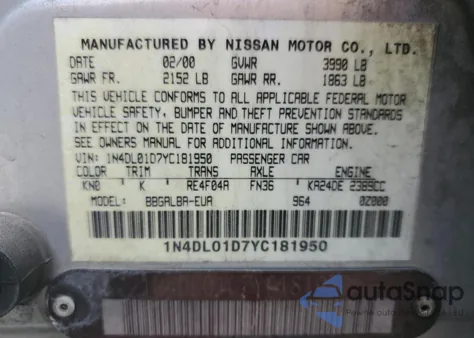 MANUFACTURED BY NISSAN MOTOR CO., LTD.
DATE 02/00 GVWR 3990 LB
GAWR FR. 2152 LB GAWR RR. 1863 LB
THIS VEHICLE CONFORMS TO ALL APPLICABLE FEDERAL MOTOR
VEHICLE SAFETY, BUMPER AND THEFT PREVENTION STANDARDS
IN EFFECT ON THE DATE OF MANUFACTURE SHOWN ABOVE.
SEE OWNERS MANUAL FOR ADDITIONAL INFORMATION.
VIN: 1N4DL01D7YC181950 PASSENGER CAR
COLOR TRIM TRANS AXLE ENGINE
KN0 K RE4F04A FN36 KA24DE 2389CC
MODEL: BBGALBA-EUA 964 0Z000
1N4DL01D7YC181950
autoSnap